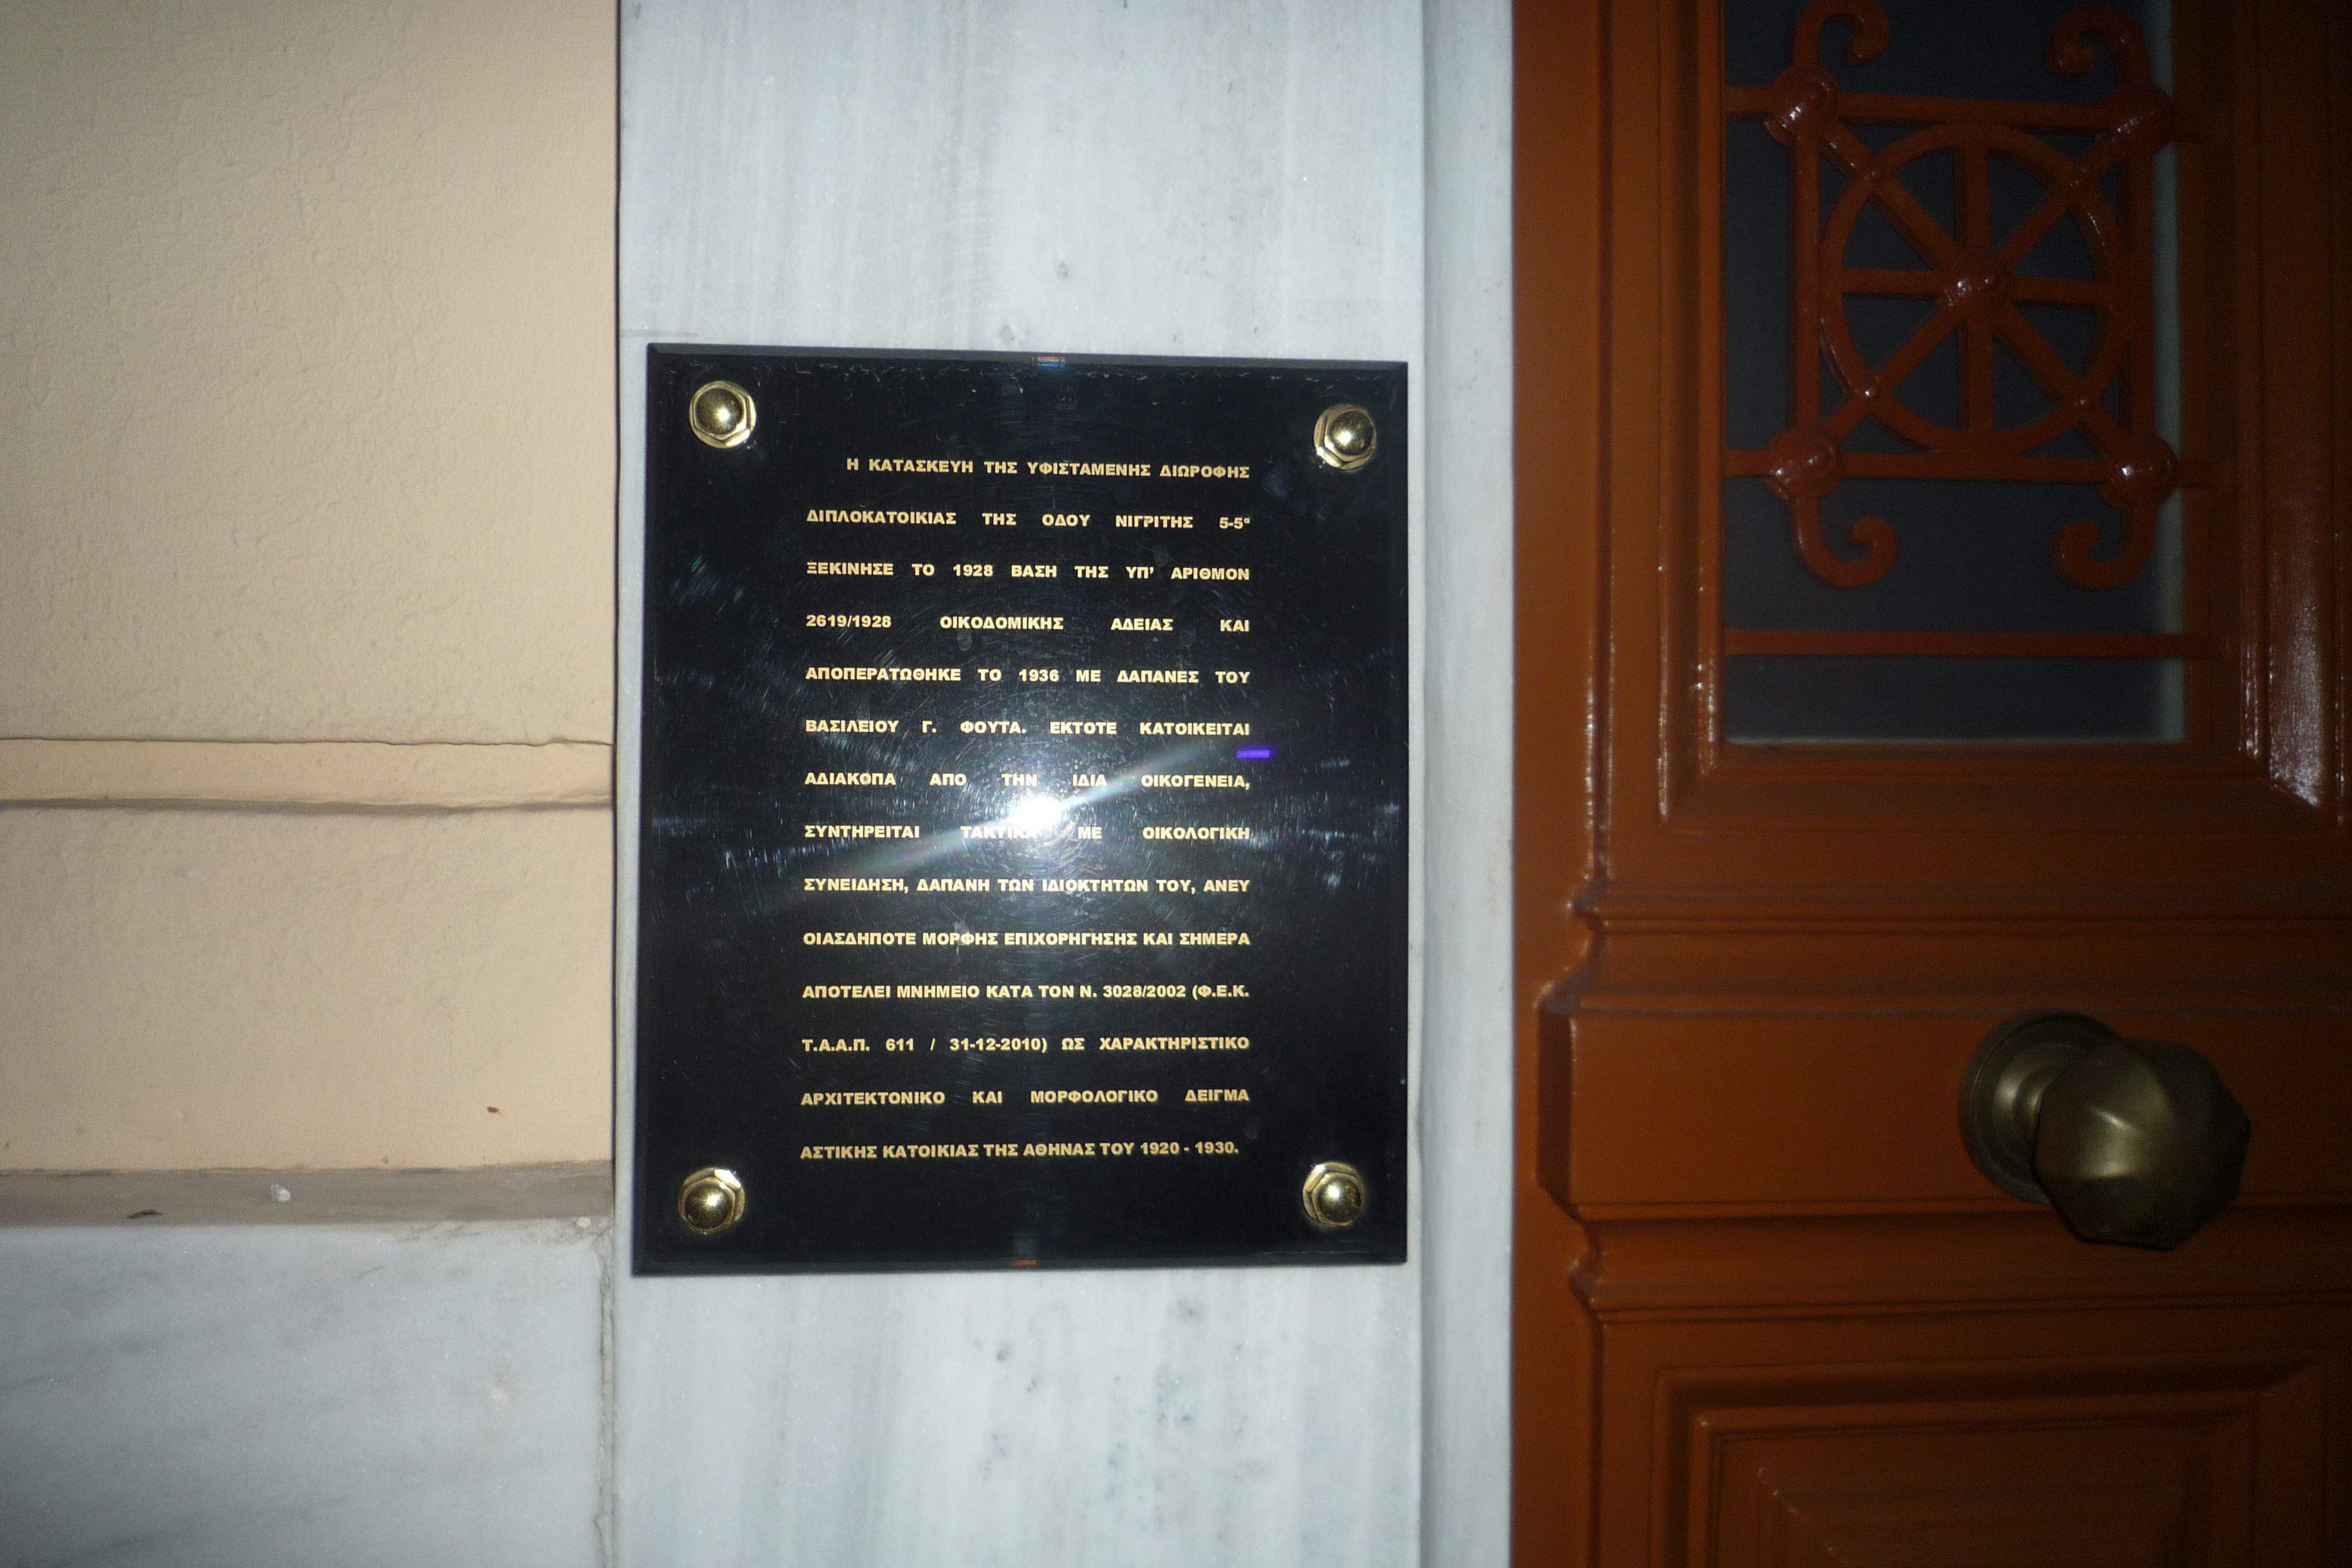 Η ΚΑΤΑΣΚΕΥΗ ΤΗΣ ΥΦΙΣΤΑΜΕΝΗΣ ΔΙΩΡΟΦΗΣ
ΔΙΠΛΟΚΑΤΟΙΚΙΑΣ ΤΗΣ ΟΔΟΥ ΝΙΓΡΙΤΗΣ 5-5ᵅ
ΞΕΚΙΝΗΣΕ ΤΟ 1928 ΒΑΣΗ ΤΗΣ ΥΠ' ΑΡΙΘΜΟΝ
2619/1928 ΟΙΚΟΔΟΜΙΚΗΣ ΑΔΕΙΑΣ ΚΑΙ
ΑΠΟΠΕΡΑΤΩΘΗΚΕ ΤΟ 1936 ΜΕ ΔΑΠΑΝΕΣ ΤΟΥ
ΒΑΣΙΛΕΙΟΥ Γ. ΦΟΥΤΑ. ΕΚΤΟΤΕ ΚΑΤΟΙΚΕΙΤΑΙ
ΑΔΙΑΚΟΠΑ ΑΠΟ ΤΗΝ ΙΔΙΑ ΟΙΚΟΓΕΝΕΙΑ,
ΣΥΝΤΗΡΕΙΤΑΙ ΤΑΚΤΙΚΑ ΜΕ ΟΙΚΟΛΟΓΙΚΗ
ΣΥΝΕΙΔΗΣΗ, ΔΑΠΑΝΗ ΤΩΝ ΙΔΙΟΚΤΗΤΩΝ ΤΟΥ, ΑΝΕΥ
ΟΙΑΣΔΗΠΟΤΕ ΜΟΡΦΗΣ ΕΠΙΧΟΡΗΓΗΣΗΣ ΚΑΙ ΣΗΜΕΡΑ
ΑΠΟΤΕΛΕΙ ΜΝΗΜΕΙΟ ΚΑΤΑ ΤΟΝ Ν. 3028/2002 (Φ.Ε.Κ.
Τ.Α.Α.Π. 611 / 31-12-2010) ΩΣ ΧΑΡΑΚΤΗΡΙΣΤΙΚΟ
ΑΡΧΙΤΕΚΤΟΝΙΚΟ ΚΑΙ ΜΟΡΦΟΛΟΓΙΚΟ ΔΕΙΓΜΑ
ΑΣΤΙΚΗΣ ΚΑΤΟΙΚΙΑΣ ΤΗΣ ΑΘΗΝΑΣ ΤΟΥ 1920 - 1930.